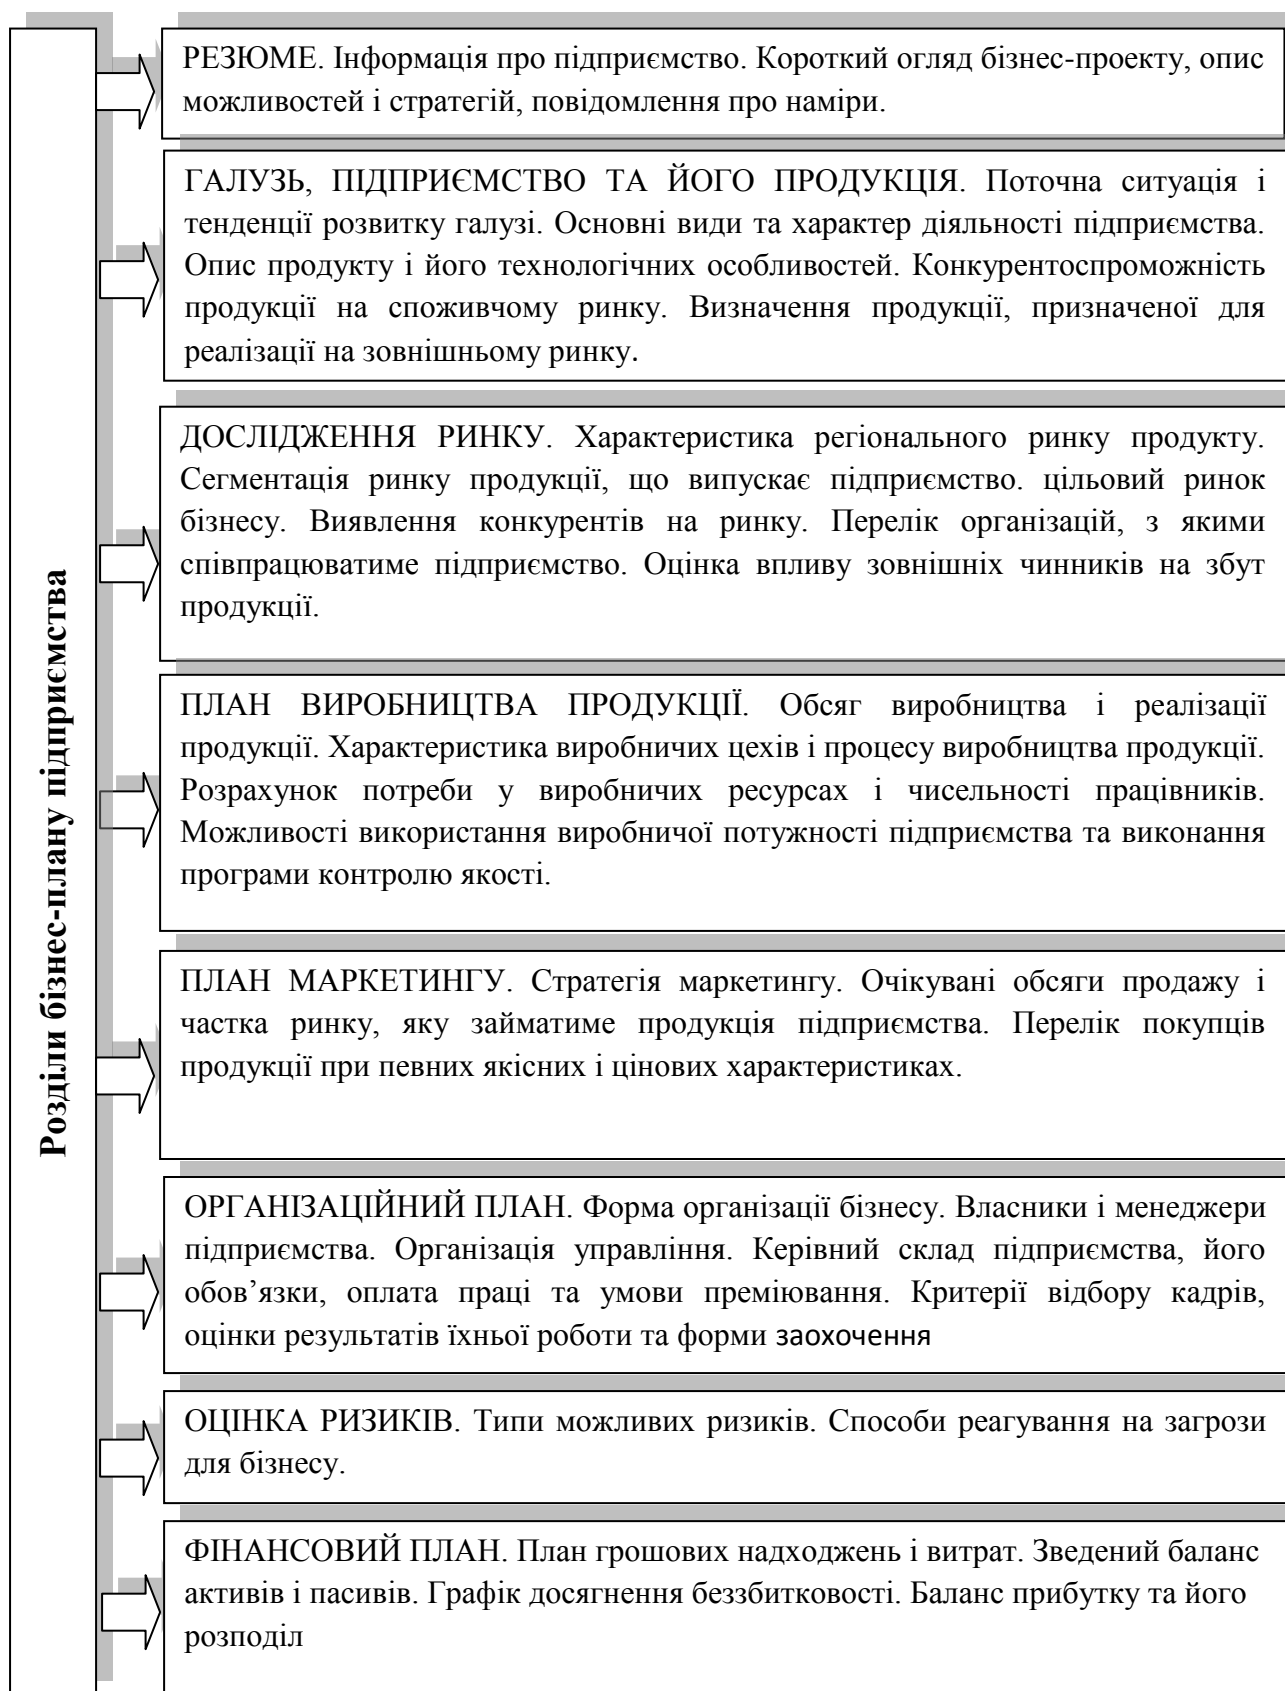 Розділи бізнес-плану підприємства
РЕЗЮМЕ. Інформація про підприємство. Короткий огляд бізнес-проекту, опис
можливостей і стратегій, повідомлення про наміри.
ГАЛУЗЬ, ПІДПРИЄМСТВО ТА ЙОГО ПРОДУКЦІЯ. Поточна ситуація і
тенденції розвитку галузі. Основні види та характер діяльності підприємства.
Опис продукту і його технологічних особливостей. Конкурентоспроможність
продукції на споживчому ринку. Визначення продукції, призначеної для
реалізації на зовнішньому ринку.
ДОСЛІДЖЕННЯ РИНКУ. Характеристика регіонального ринку продукту.
Сегментація ринку продукції, що випускає підприємство. цільовий ринок
бізнесу. Виявлення конкурентів на ринку. Перелік організацій, з якими
співпрацюватиме підприємство. Оцінка впливу зовнішніх чинників на збут
продукції.
ПЛАН ВИРОБНИЦТВА ПРОДУКЦІЇ. Обсяг виробництва і реалізації
продукції. Характеристика виробничих цехів і процесу виробництва продукції.
Розрахунок потреби у виробничих ресурсах і чисельності працівників.
Можливості використання виробничої потужності підприємства та виконання
програми контролю якості.
ПЛАН МАРКЕТИНГУ. Стратегія маркетингу. Очікувані обсяги продажу і
частка ринку, яку займатиме продукція підприємства. Перелік покупців
продукції при певних якісних і цінових характеристиках.
ОРГАНІЗАЦІЙНИЙ ПЛАН. Форма організації бізнесу. Власники і менеджери
підприємства. Організація управління. Керівний склад підприємства, його
обов’язки, оплата праці та умови преміювання. Критерії відбору кадрів,
оцінки результатів їхньої роботи та форми заохочення
ОЦІНКА РИЗИКІВ. Типи можливих ризиків. Способи реагування на загрози
для бізнесу.
ФІНАНСОВИЙ ПЛАН. План грошових надходжень і витрат. Зведений баланс
активів і пасивів. Графік досягнення беззбитковості. Баланс прибутку та його
розподіл